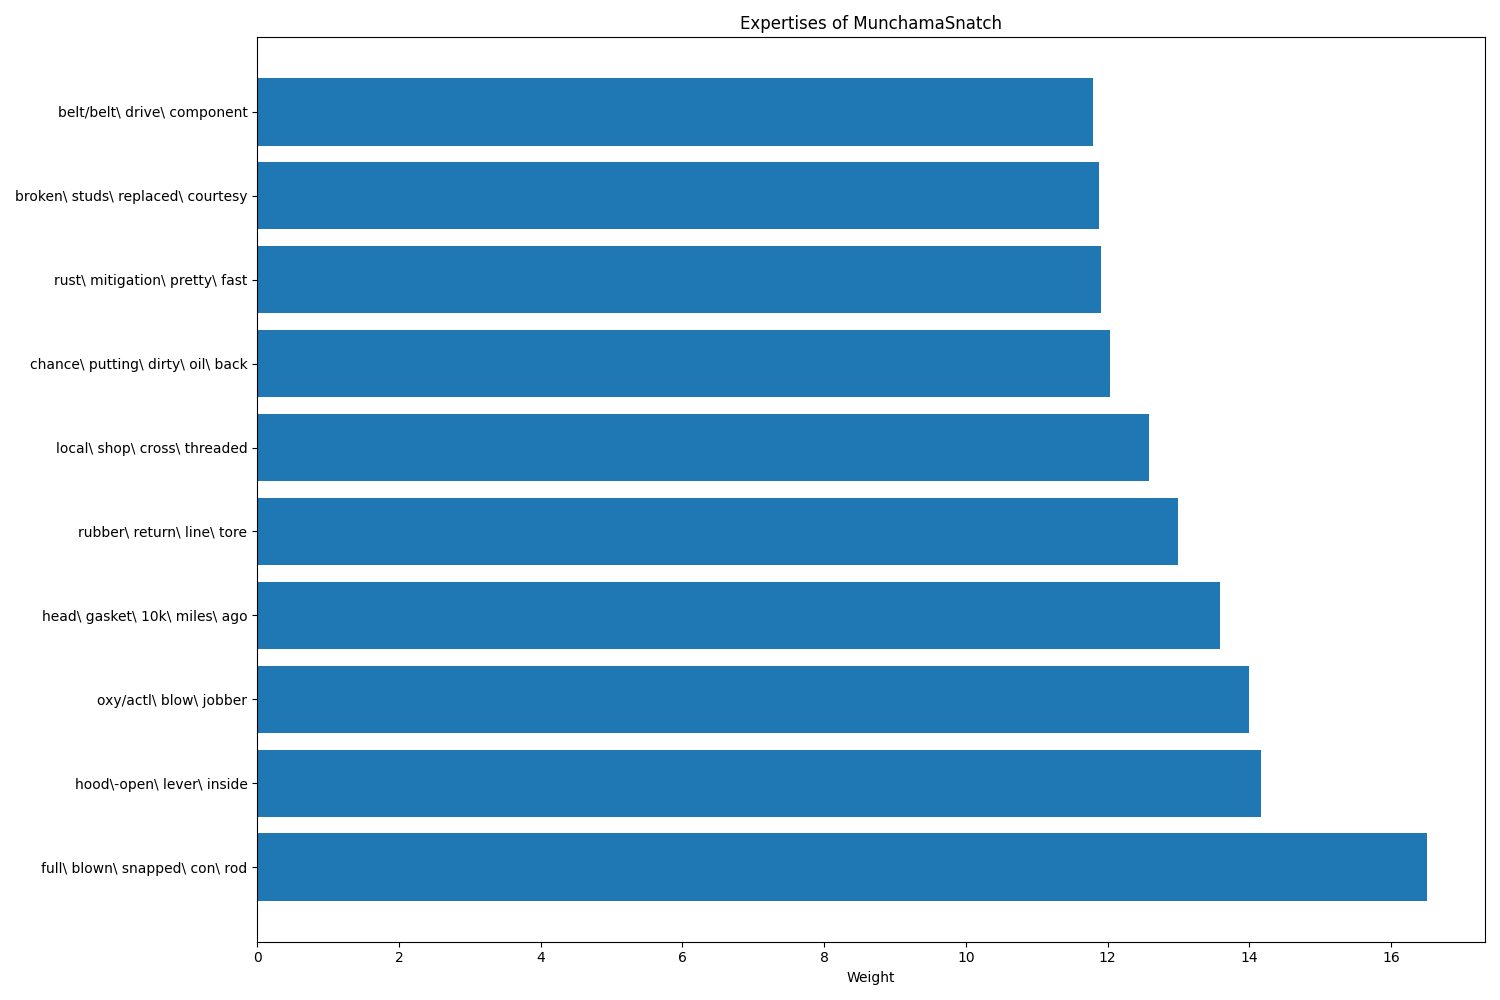 Expertises of MunchamaSnatch
belt/belt\ drive\ component
broken\ studs\ replaced\ courtesy
rust\ mitigation\ pretty\ fast
chance\ putting\ dirty\ oil\ back
local\ shop\ cross\ threaded
rubber\ return\ line\ tore
head\ gasket\ 10k\ miles\ ago
oxy/actl\ blow\ jobber
hood\-open\ lever\ inside
full\ blown\ snapped\ con\ rod
0 2 4 6 8 10 12 14 16
Weight